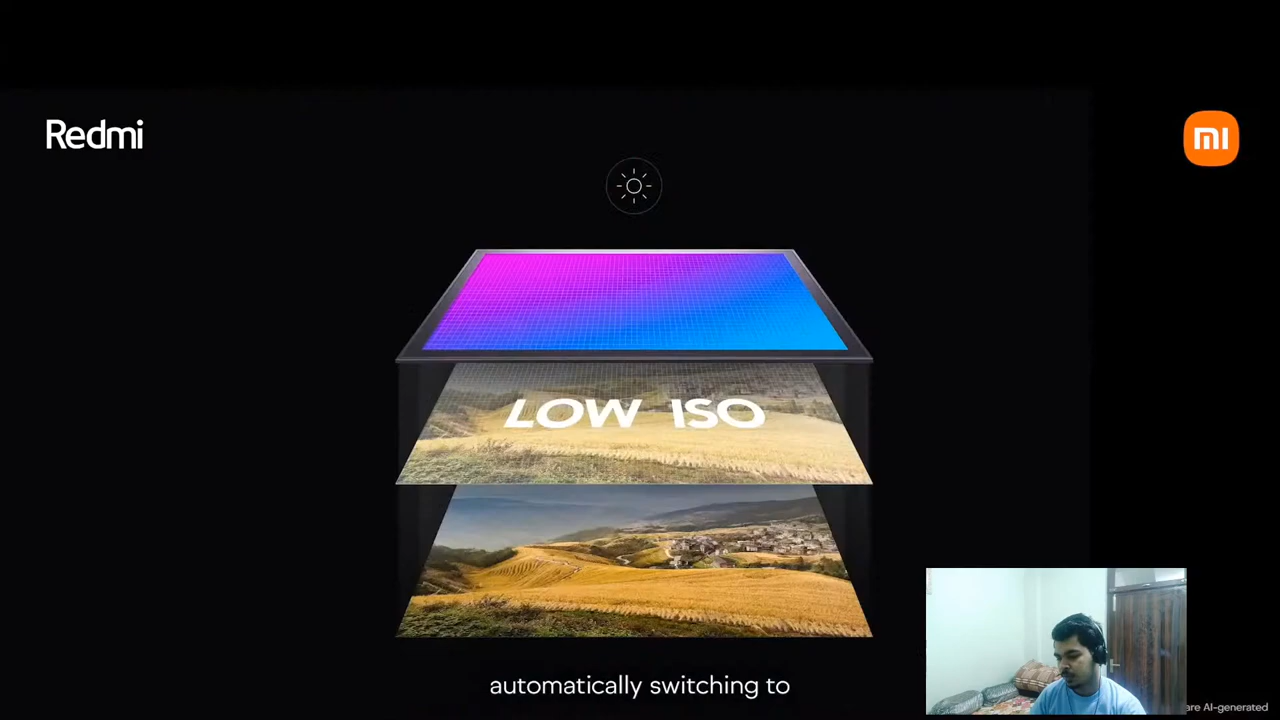 Redmi
mi
LOW ISO
automatically switching to
are AI-generated